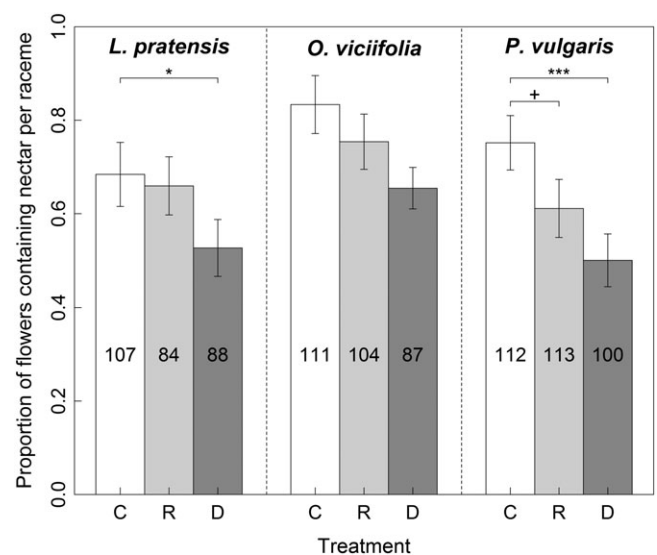 Proportion of flowers containing nectar per raceme
1.0
0.8
0.6
0.4
0.2
0.0
L. pratensis
O. viciifolia
P. vulgaris
*
***
+
107 84 88
111 104 87
112 113 100
C R D
C R D
C R D
Treatment